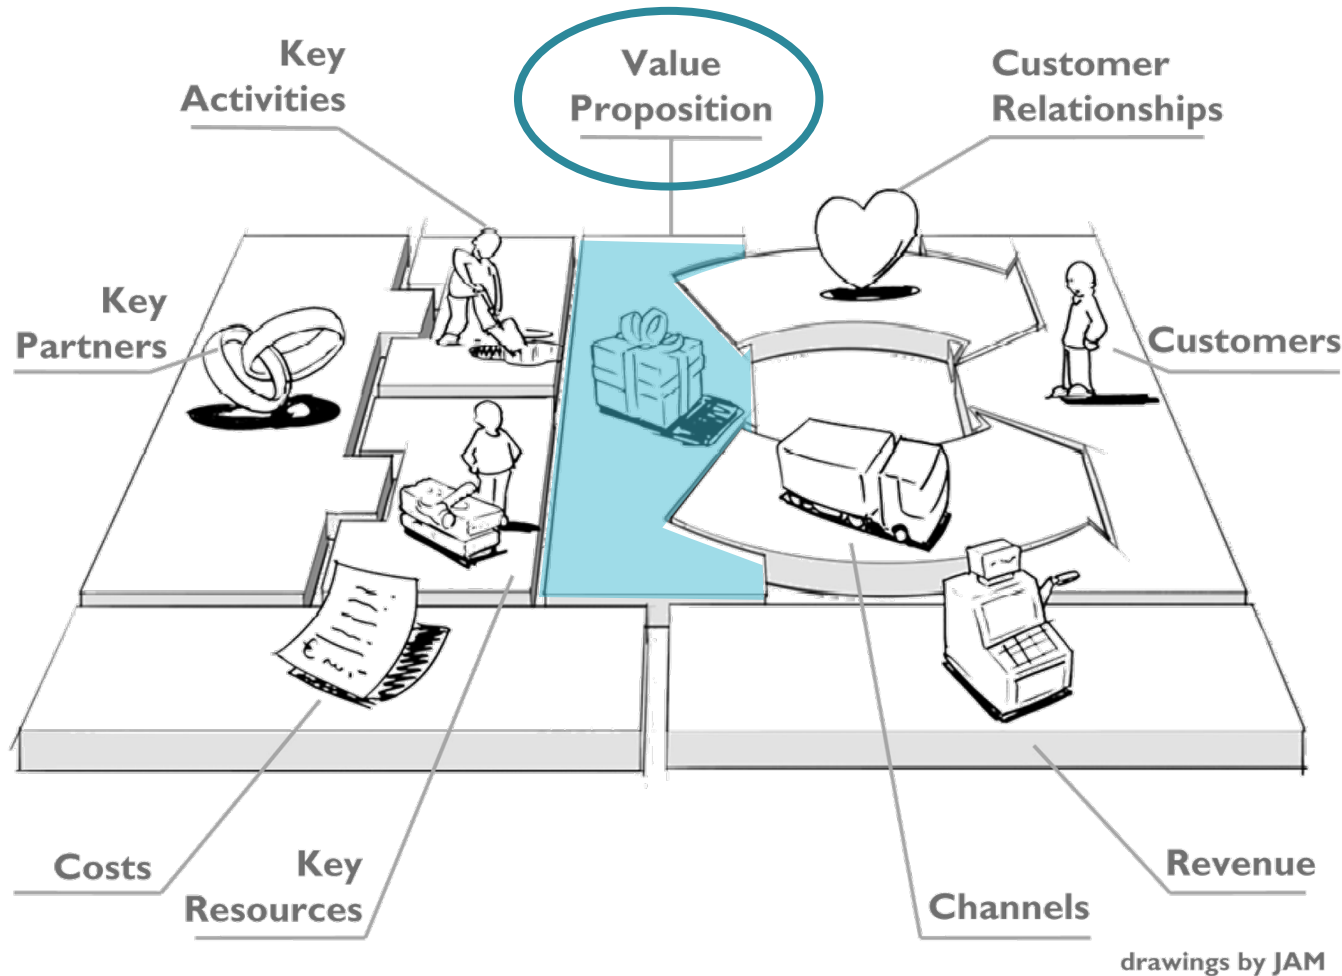 Key
Activities
Value
Proposition
Customer
Relationships
Key
Partners
Customers
Costs
Key
Resources
Channels
Revenue
drawings by JAM